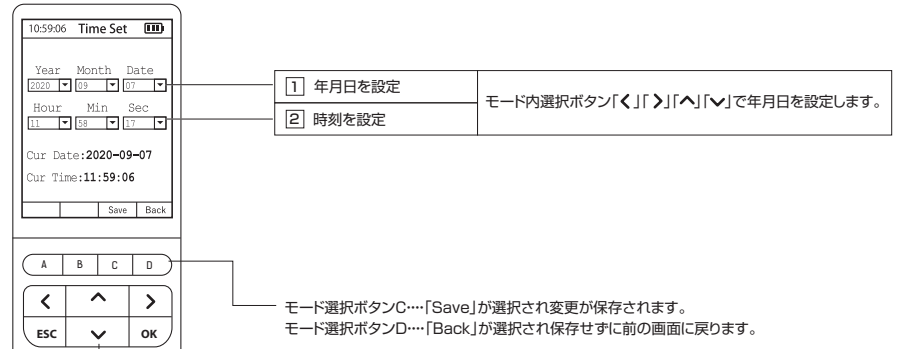 10:59:06 Time Set
Year Month Date
2020 09 07
Hour Min Sec
11 58 17
Cur Date:2020-09-07
Cur Time:11:59:06
Save Back
A B C D
ESC OK
1 年月日を設定
2 時刻を設定
モード内選択ボタン「く」「>」「へ」「∨」で年月日を設定します。
モード選択ボタンC‥‥「Save」が選択され変更が保存されます。
モード選択ボタンD‥‥「Back」が選択され保存せずに前の画面に戻ります。